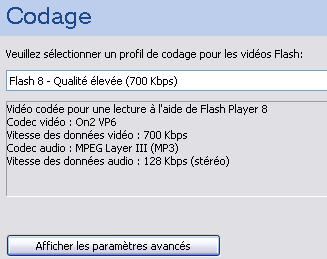 Codage
Veuillez sélectionner un profil de codage pour les vidéos Flash:
Flash 8 - Qualité élevée (700 Kbps)
Vidéo codée pour une lecture à l'aide de Flash Player 8
Codec vidéo : On2 VP6
Vitesse des données vidéo : 700 Kbps
Codec audio : MPEG Layer III (MP3)
Vitesse des données audio : 128 Kbps (stéréo)
Afficher les paramètres avancés